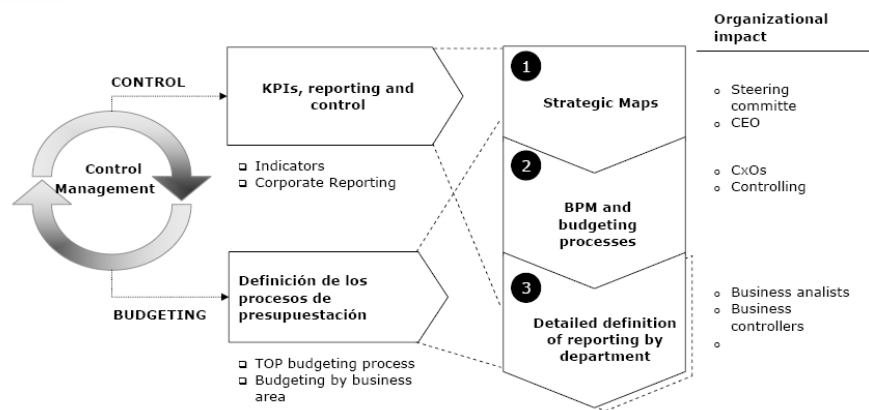 Organizational
impact
CONTROL
KPIs, reporting and
control
1
Strategic Maps
Steering
committe
CEO
Control
Management
Indicators
Corporate Reporting
2
BPM and
budgeting
processes
CxOs
Controlling
Definición de los
procesos de
presupuestación
BUDGETING
3
Detailed definition
of reporting by
department
Business analists
Business
controllers
TOP budgeting process
Budgeting by business
area